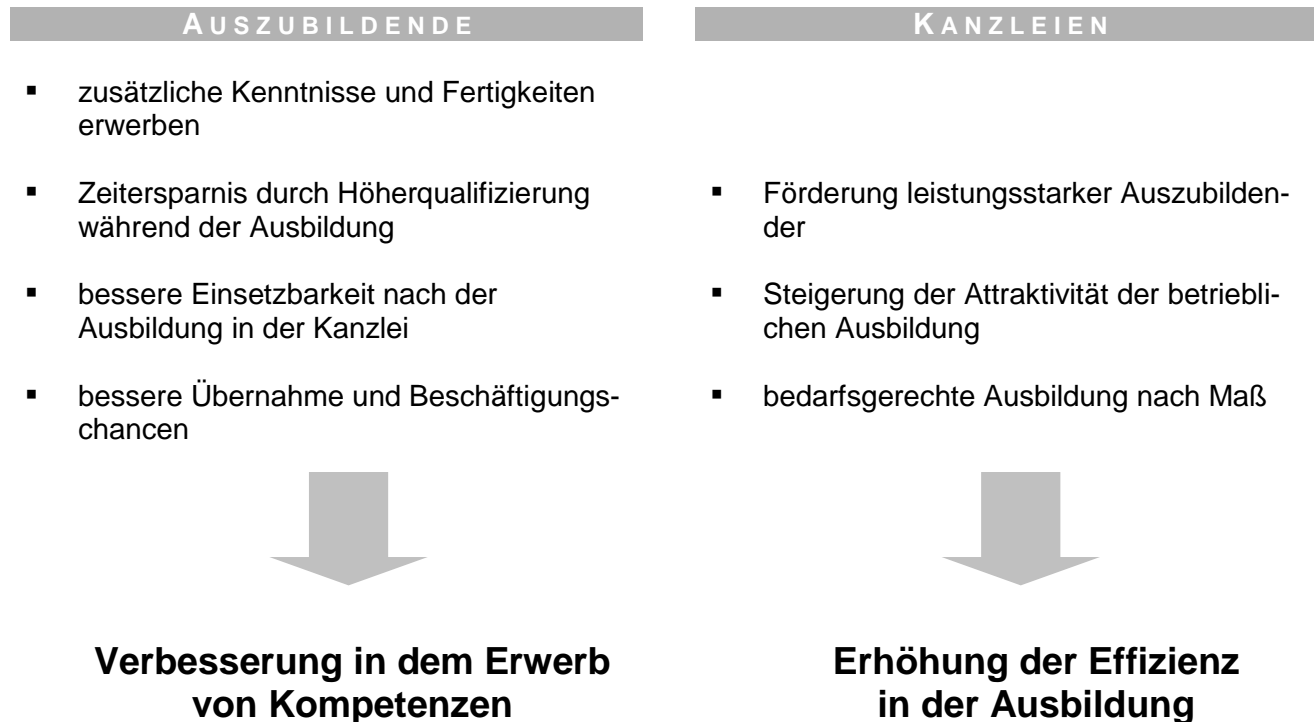 AUSZUBILDENDE
▪ zusätzliche Kenntnisse und Fertigkeiten
erwerben
▪ Zeitersparnis durch Höherqualifizierung
während der Ausbildung
▪ bessere Einsetzbarkeit nach der
Ausbildung in der Kanzlei
▪ bessere Übernahme und Beschäftigungs-
chancen
Verbesserung in dem Erwerb
von Kompetenzen
KANZLEIEN
▪ Förderung leistungsstarker Auszubilden-
der
▪ Steigerung der Attraktivität der betriebli-
chen Ausbildung
▪ bedarfsgerechte Ausbildung nach Maß
Erhöhung der Effizienz
in der Ausbildung